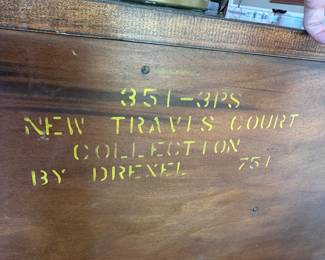 351-3PS
NEW TRAVIS COURT
COLLECTION
BY DREXEL 751